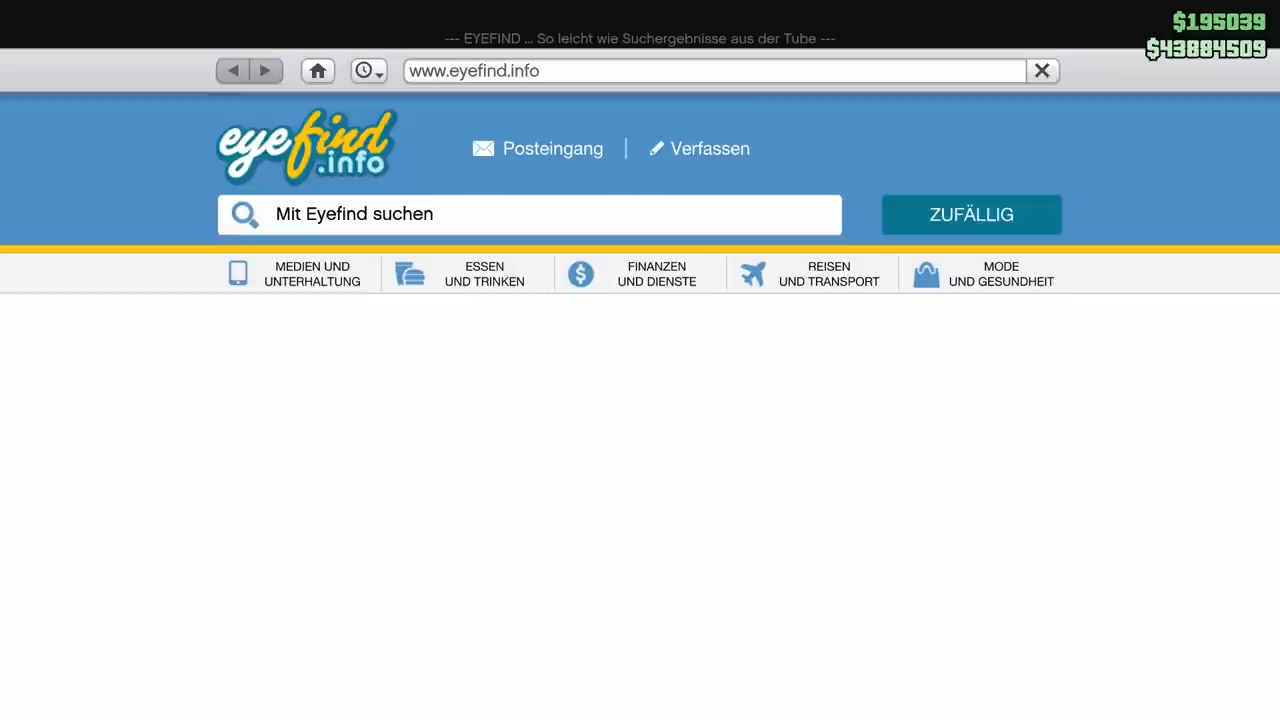 $195039
--- EYEFIND ... So leicht wie Suchergebnisse aus der Tube ---
$43884509
www.eyefind.info
eyefind
.info
Posteingang | Verfassen
Mit Eyefind suchen
ZUFÄLLIG
MEDIEN UND
UNTERHALTUNG
ESSEN
UND TRINKEN
FINANZEN
UND DIENSTE
REISEN
UND TRANSPORT
MODE
UND GESUNDHEIT